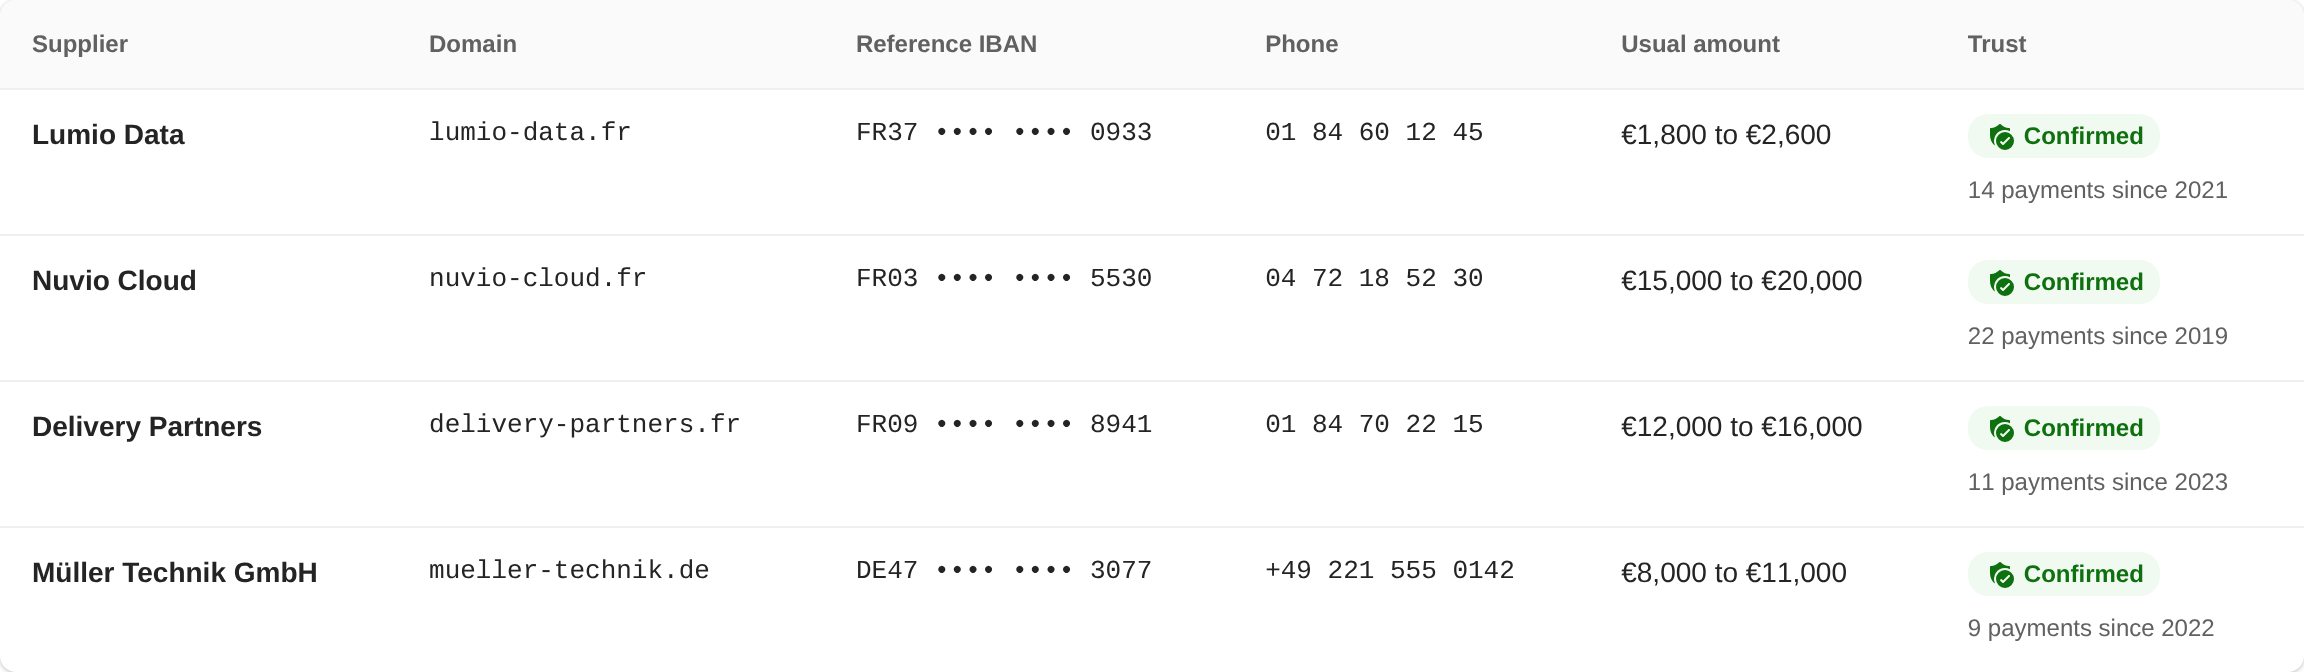 Supplier Domain Reference IBAN Phone Usual amount Trust
Lumio Data lumio-data.fr FR37 •••• •••• 0933 01 84 60 12 45 €1,800 to €2,600 Confirmed
14 payments since 2021
Nuvio Cloud nuvio-cloud.fr FR03 •••• •••• 5530 04 72 18 52 30 €15,000 to €20,000 Confirmed
22 payments since 2019
Delivery Partners delivery-partners.fr FR09 •••• •••• 8941 01 84 70 22 15 €12,000 to €16,000 Confirmed
11 payments since 2023
Müller Technik GmbH mueller-technik.de DE47 •••• •••• 3077 +49 221 555 0142 €8,000 to €11,000 Confirmed
9 payments since 2022